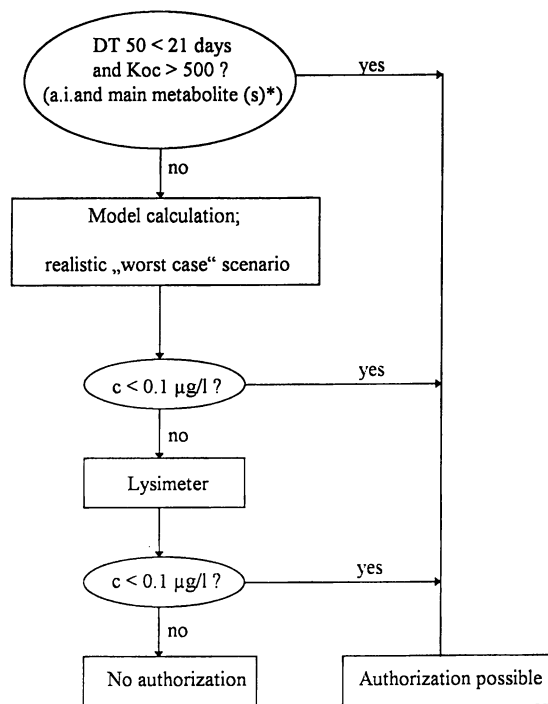 DT 50 < 21 days
and Koc > 500 ?
(a.i.and main metabolite (s)*)
yes
no
Model calculation;
realistic „worst case“ scenario
c < 0.1 µg/l ?
yes
no
Lysimeter
c < 0.1 µg/l ?
yes
no
No authorization
Authorization possible